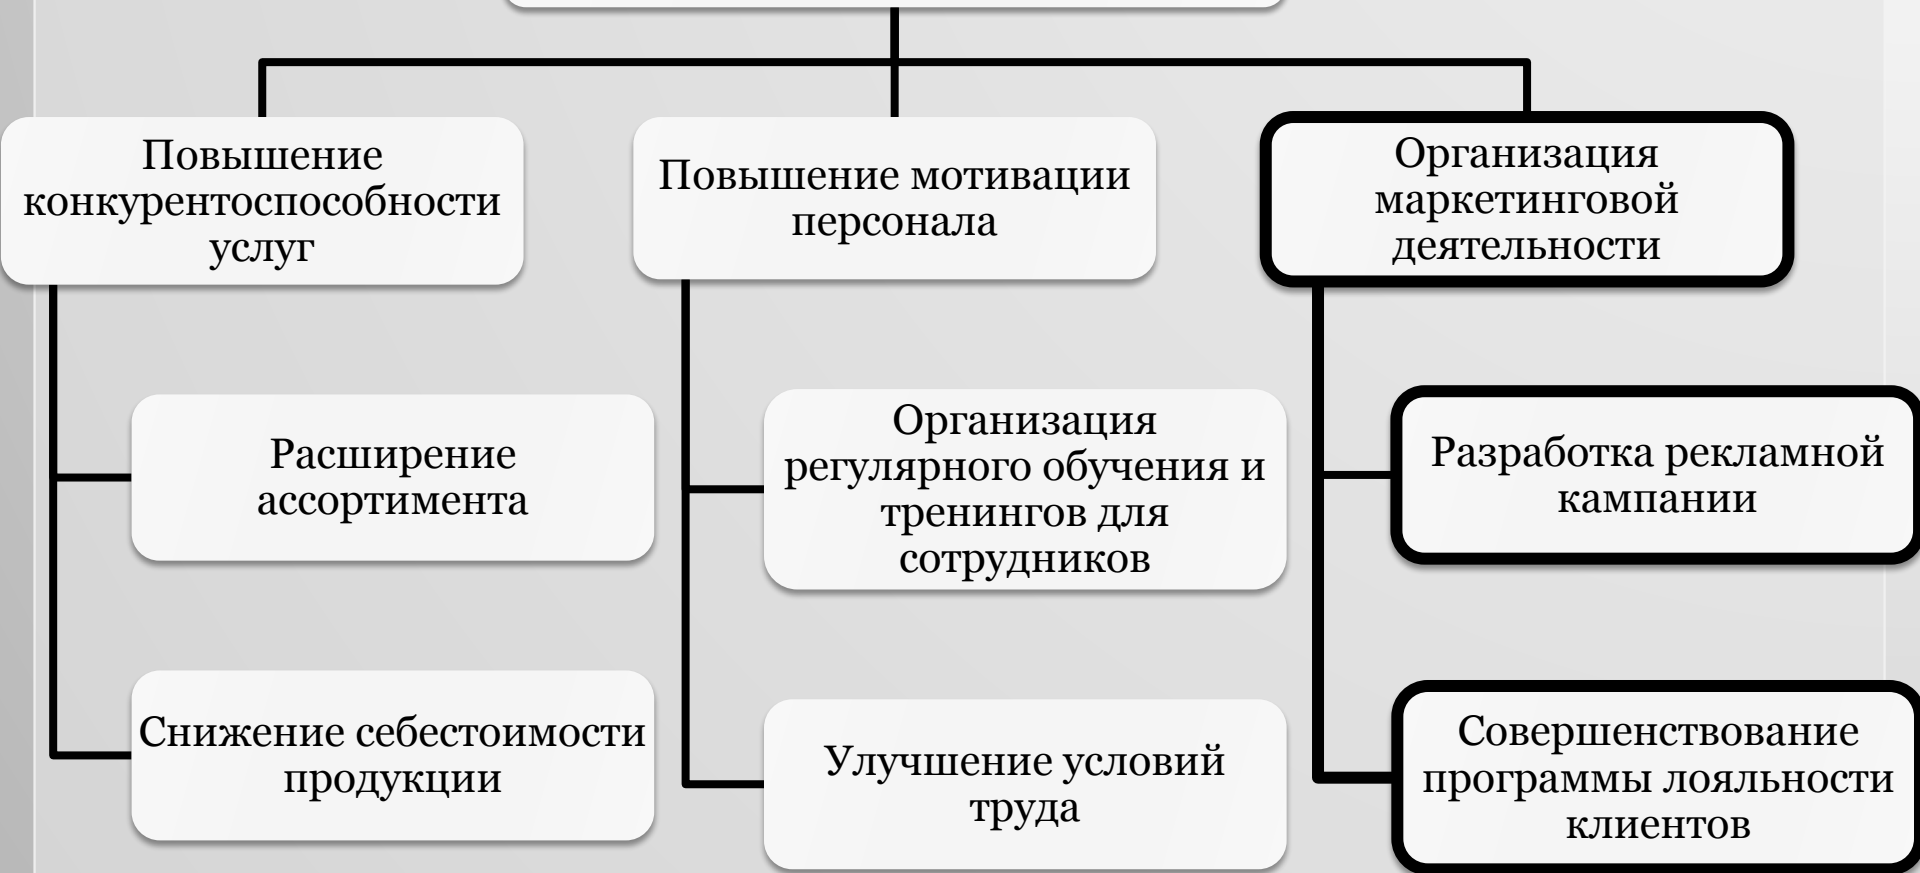 Повышение
конкурентоспособности
услуг
Повышение мотивации
персонала
Организация
маркетинговой
деятельности
Расширение
ассортимента
Организация
регулярного обучения и
тренингов для
сотрудников
Разработка рекламной
кампании
Снижение себестоимости
продукции
Улучшение условий
труда
Совершенствование
программы лояльности
клиентов